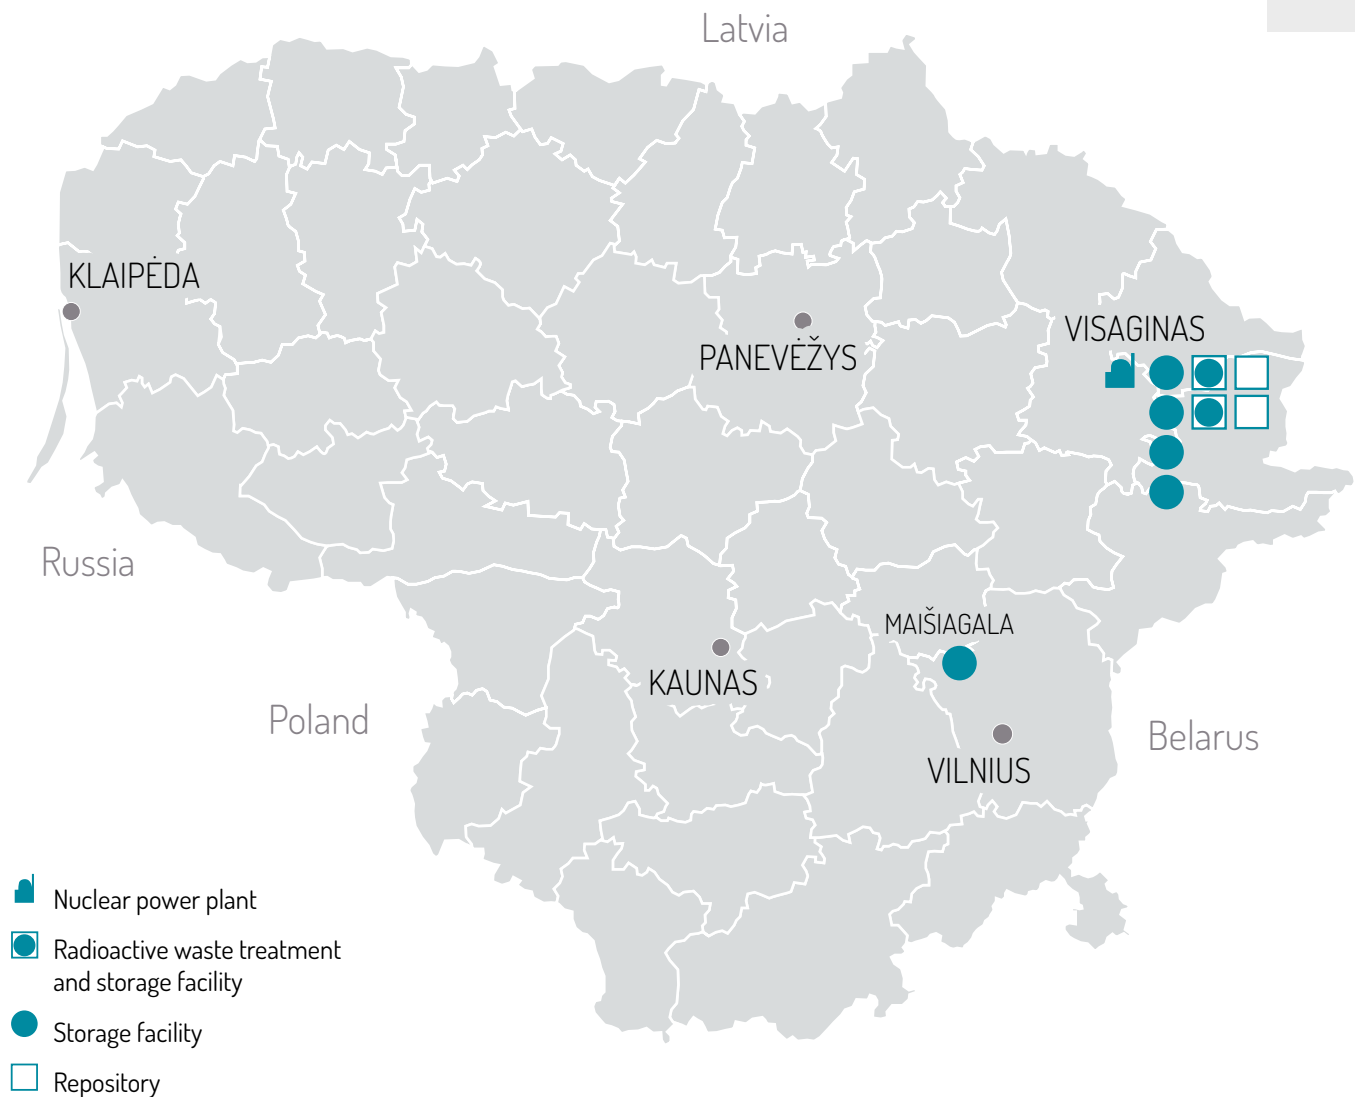 Latvia
KLAIPĖDA
VISAGINAS
PANEVĖŽYS
Russia
MAIŠIAGALA
KAUNAS
Poland
Belarus
VILNIUS
Nuclear power plant
Radioactive waste treatment
and storage facility
Storage facility
Repository